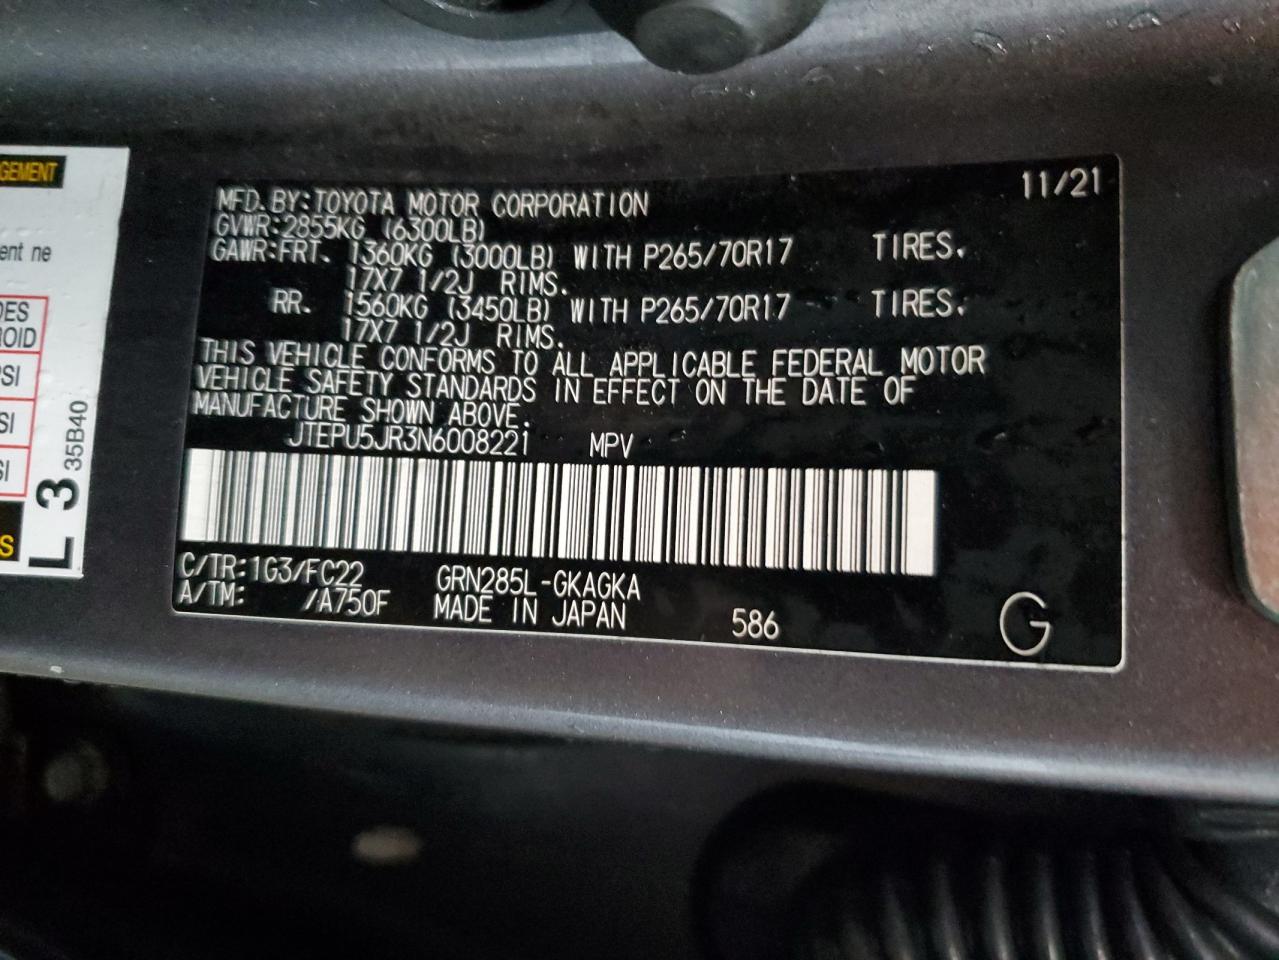 GEMENT
ent ne
DES
ROID
SI
SI
SI
S
L 3
35B40
MFD. BY: TOYOTA MOTOR CORPORATION 11/21
GVWR: 2855KG (6300LB)
GAWR: FRT. 1360KG (3000LB) WITH P265/70R17 TIRES.
17X7 1/2J RIMS.
RR. 1560KG (3450LB) WITH P265/70R17 TIRES.
17X7 1/2J RIMS.
THIS VEHICLE CONFORMS TO ALL APPLICABLE FEDERAL MOTOR
VEHICLE SAFETY STANDARDS IN EFFECT ON THE DATE OF
MANUFACTURE SHOWN ABOVE.
JTEPU5JR3N6008221 MPV
C/TR: 1G3/FC22 GRN285L-GKAGKA
A/TM: /A750F MADE IN JAPAN 586 G